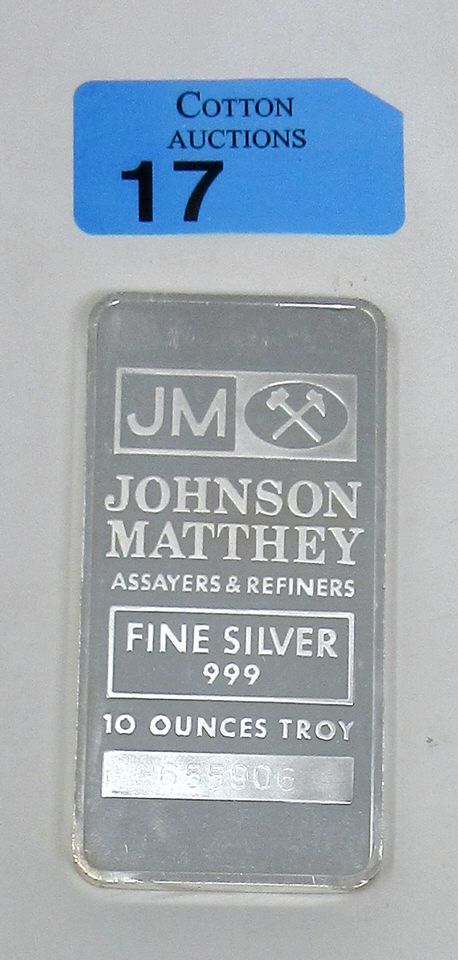 COTTON
AUCTIONS
17
JM
JOHNSON
MATTHEY
ASSAYERS & REFINERS
FINE SILVER
999
10 OUNCES TROY